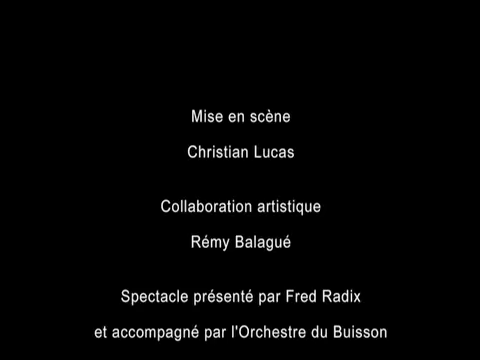 Mise en scène
Christian Lucas
Collaboration artistique
Rémy Balagué
Spectacle présenté par Fred Radix
et accompagné par l'Orchestre du Buisson